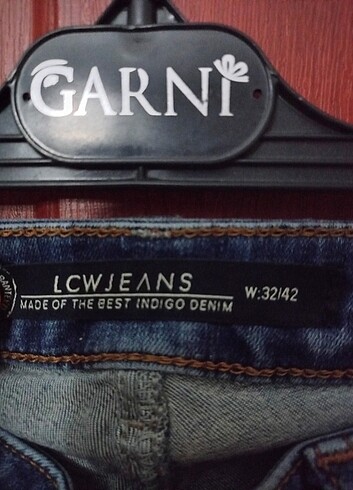 GARNI
LCWJEANS
MADE OF THE BEST INDIGO DENIM
W:32/42